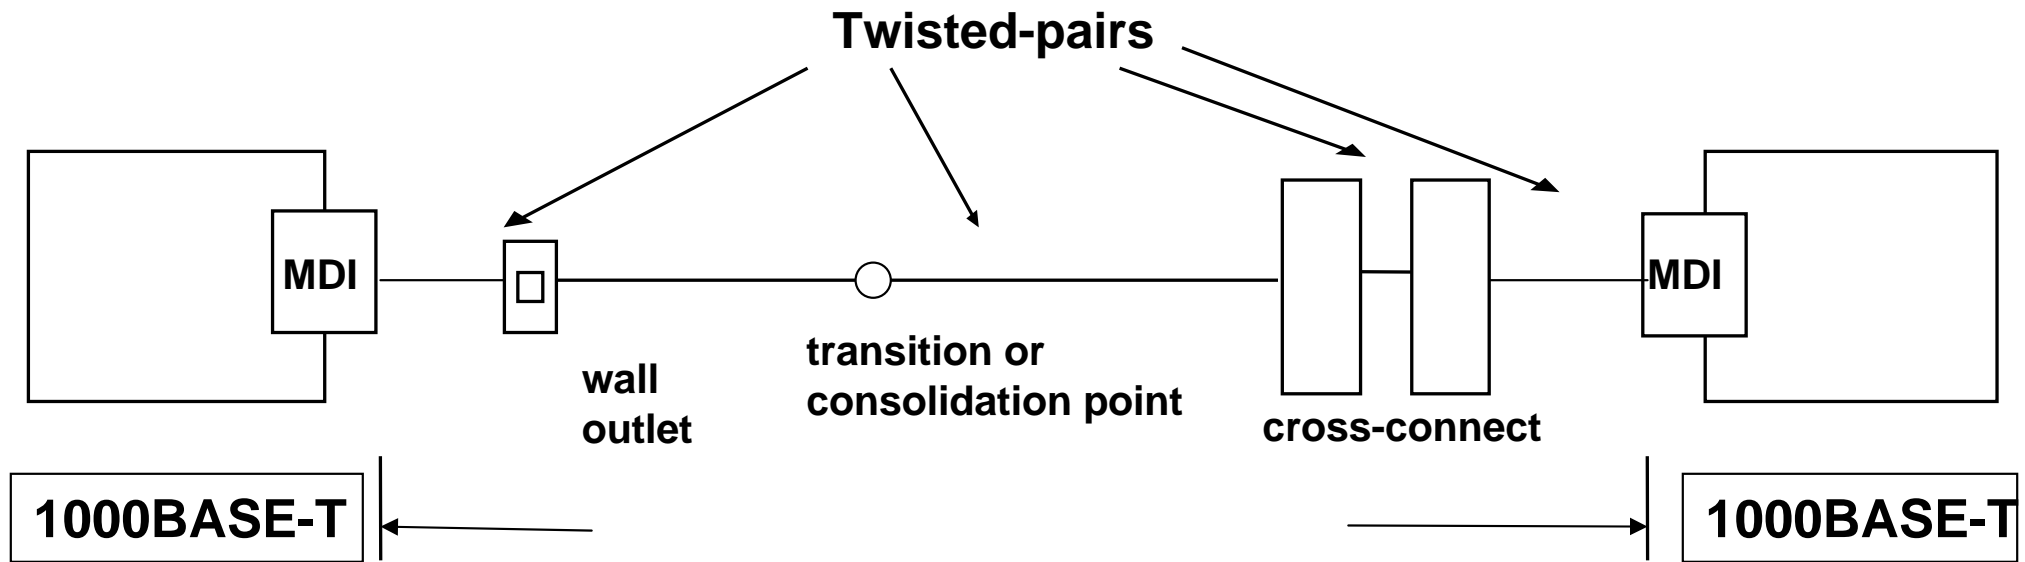 Twisted-pairs
MDI
MDI
wall
outlet
transition or
consolidation point
cross-connect
1000BASE-T
1000BASE-T